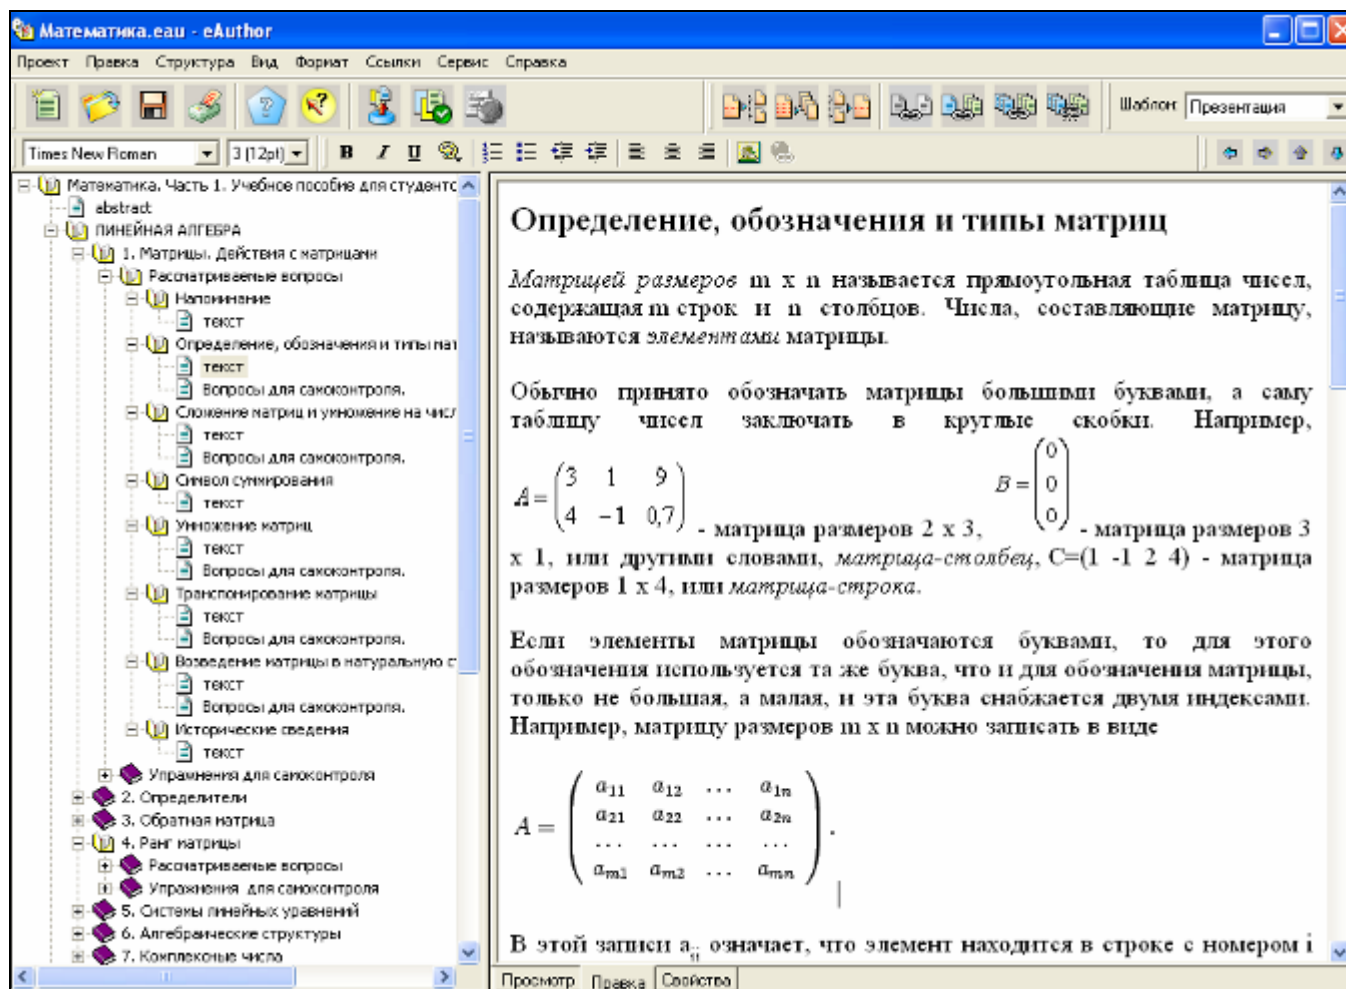 Математика.eau - eAuthor
Проект Правка Структура Вид Формат Ссылки Сервис Справка
Шаблон: Презентация
Times New Roman 3 (12pt) B I U
Математика. Часть 1. Учебное пособие для студентс
abstract
ЛИНЕЙНАЯ АЛГЕБРА
1. Матрицы. Действия с матрицами
Рассматриваемые вопросы
Напоминание
текст
Определение, обозначения и типы мат
текст
Вопросы для самоконтроля.
Сложение матриц и умножение на числ
текст
Вопросы для самоконтроля.
Символ суммирования
текст
Умножение матриц
текст
Вопросы для самоконтроля.
Транспонирование матрицы
текст
Вопросы для самоконтроля.
Возведение матрицы в натуральную ст
текст
Вопросы для самоконтроля.
Исторические сведения
текст
Упражнения для самоконтроля
2. Определители
3. Обратная матрица
4. Ранг матрицы
Рассматриваемые вопросы
Упражнения для самоконтроля
5. Системы линейных уравнений
6. Алгебраические структуры
7. Комплексные числа
Определение, обозначения и типы матриц
Матрицей размеров m x n называется прямоугольная таблица чисел,
содержащая m строк и n столбцов. Числа, составляющие матрицу,
называются элементами матрицы.
Обычно принято обозначать матрицы большими буквами, а саму
таблицу чисел заключать в круглые скобки. Например,
3 1 9 0
A= B= 0
4 −1 0,7 0
- матрица размеров 2 x 3, - матрица размеров 3
x 1, или другими словами, матрица-столбец, C=(1 -1 2 4) - матрица
размеров 1 x 4, или матрица-строка.
Если элементы матрицы обозначаются буквами, то для этого
обозначения используется та же буква, что и для обозначения матрицы,
только не большая, а малая, и эта буква снабжается двумя индексами.
Например, матрицу размеров m x n можно записать в виде
a11 a12 ... a1n
A = a21 a22 ... a2n .
... ... ... ...
am1 am2 ... amn
В этой записи a означает, что элемент находится в строке с номером i
Просмотр Правка Свойства